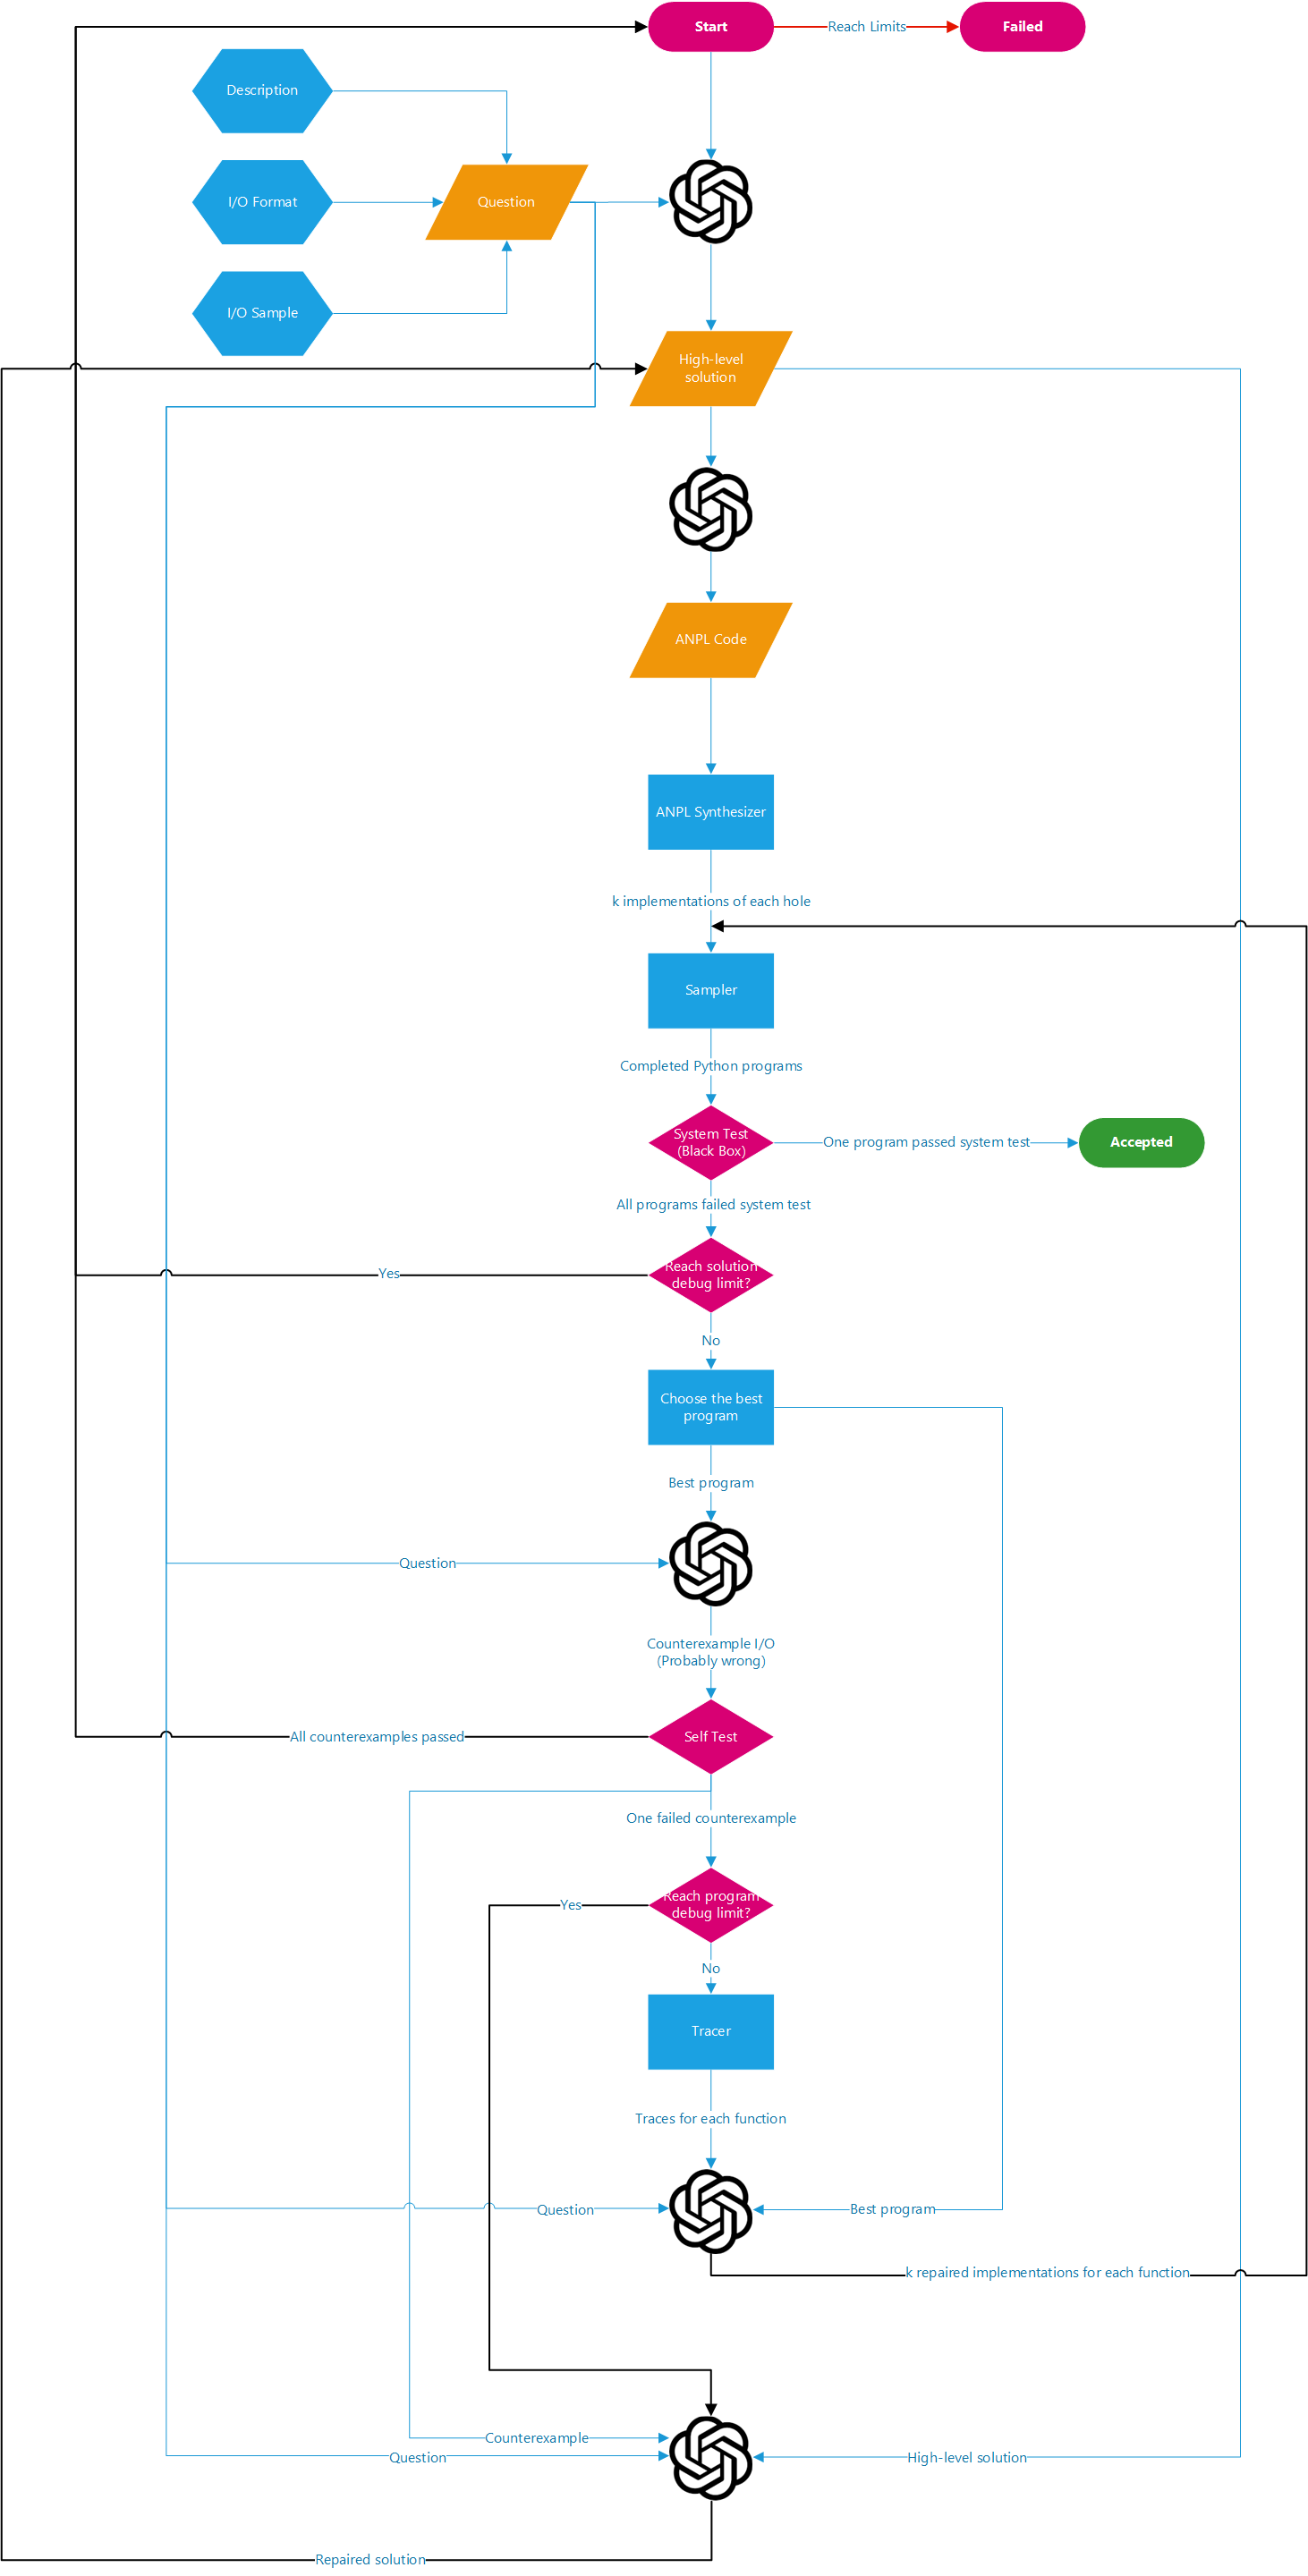 Start
Reach Limits
Failed
Description
I/O Format
Question
I/O Sample
High-level
solution
ANPL Code
ANPL Synthesizer
k implementations of each hole
Sampler
Completed Python programs
System Test
(Black Box)
One program passed system test
Accepted
All programs failed system test
Reach solution
debug limit?
Yes
No
Choose the best
program
Best program
Question
Counterexample I/O
(Probably wrong)
All counterexamples passed
Self Test
One failed counterexample
Reach program
debug limit?
Yes
No
Tracer
Traces for each function
Question
Best program
k repaired implementations for each function
Counterexample
Question
High-level solution
Repaired solution